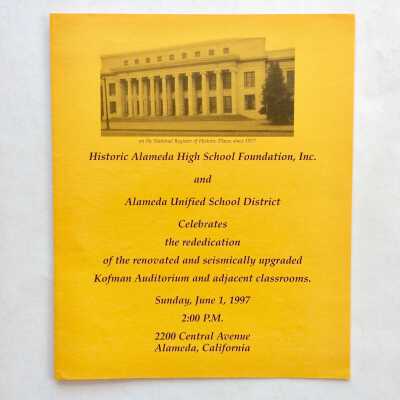 on the National Register of Historic Places since 1977
Historic Alameda High School Foundation, Inc.
and
Alameda Unified School District
Celebrates
the rededication
of the renovated and seismically upgraded
Kofman Auditorium and adjacent classrooms.
Sunday, June 1, 1997
2:00 P.M.
2200 Central Avenue
Alameda, California